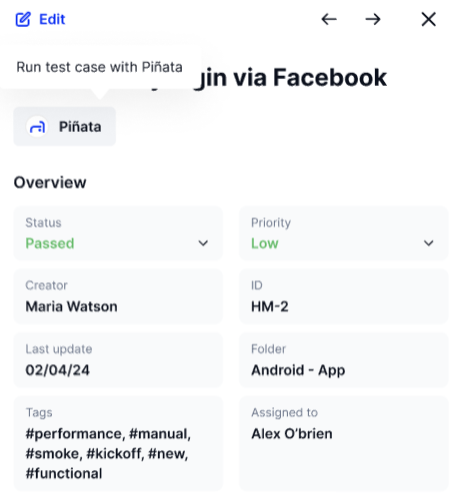 Edit
Run test case with Piñata
via Facebook
Piñata
Overview
Status
Passed
Priority
Low
Creator
Maria Watson
ID
HM-2
Last update
02/04/24
Folder
Android - App
Tags
#performance, #manual,
#smoke, #kickoff, #new,
#functional
Assigned to
Alex O'brien